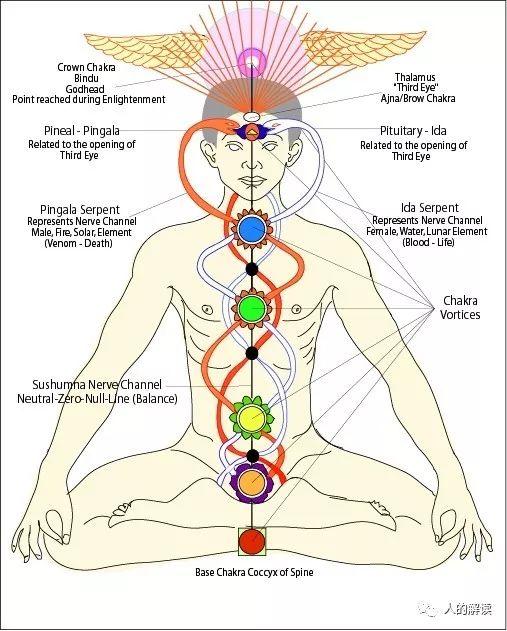 Crown Chakra
Bindu
Godhead
Point reached during Enlightenment
Thalamus
"Third Eye"
Ajna/Brow Chakra
Pineal - Pingala
Related to the opening of
Third Eye
Pituitary - Ida
Related to the opening of
Third Eye
Pingala Serpent
Represents Nerve Channel
Male, Fire, Solar, Element
(Venom - Death)
Ida Serpent
Represents Nerve Channel
Female, Water, Lunar Element
(Blood - Life)
Chakra
Vortices
Sushumna Nerve Channel
Neutral-Zero-Null-Line (Balance)
Base Chakra Coccyx of Spine
人的解读